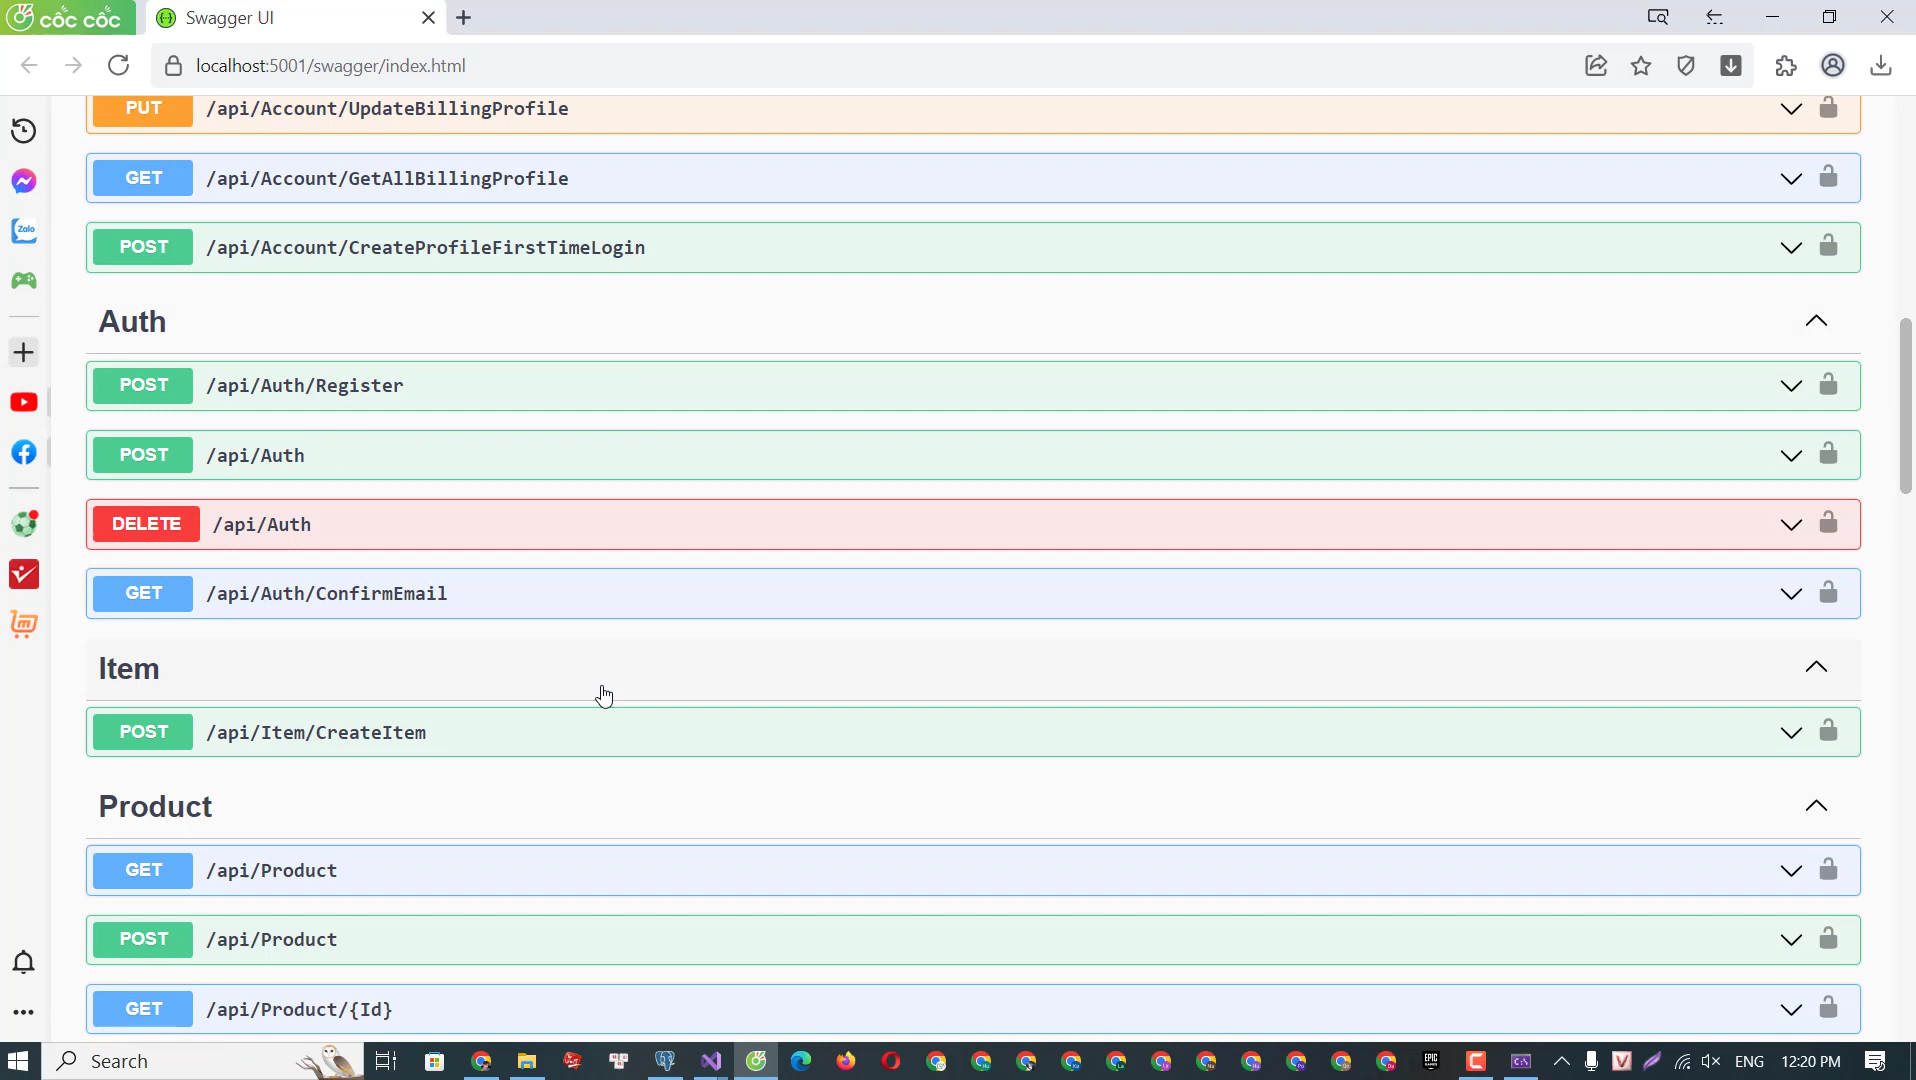 cốc cốc
Swagger UI
localhost:5001/swagger/index.html
PUT /api/Account/UpdateBillingProfile
GET /api/Account/GetAllBillingProfile
POST /api/Account/CreateProfileFirstTimeLogin
Auth
POST /api/Auth/Register
POST /api/Auth
DELETE /api/Auth
GET /api/Auth/ConfirmEmail
Item
POST /api/Item/CreateItem
Product
GET /api/Product
POST /api/Product
GET /api/Product/{Id}
Zalo
Search
EPIC
ENG
12:20 PM